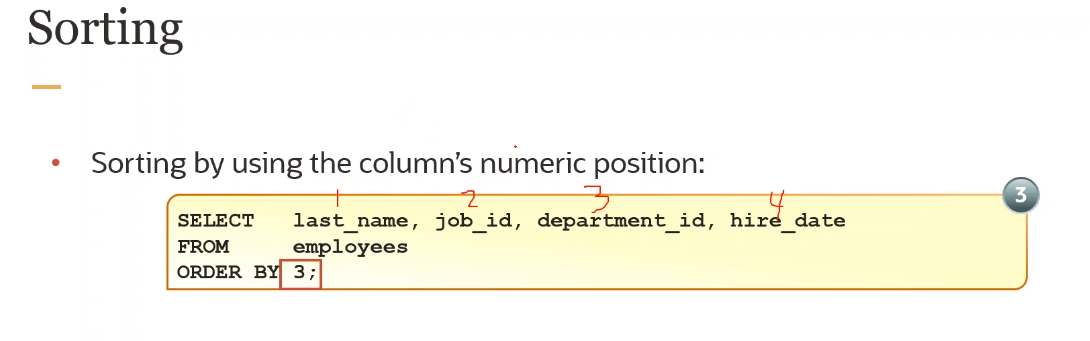 Sorting
• Sorting by using the column's numeric position:
1 2 3 4
3
SELECT last_name, job_id, department_id, hire_date
FROM employees
ORDER BY 3;